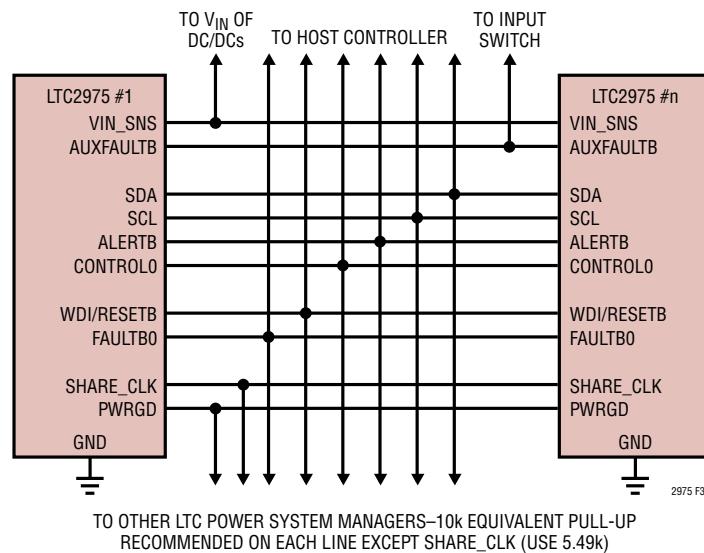 TO VIN OF
DC/DCs
TO HOST CONTROLLER
TO INPUT
SWITCH
LTC2975 #1
VIN_SNS
AUXFAULTB
SDA
SCL
ALERTB
CONTROL0
WDI/RESETB
FAULTB0
SHARE_CLK
PWRGD
GND
LTC2975 #n
VIN_SNS
AUXFAULTB
SDA
SCL
ALERTB
CONTROL0
WDI/RESETB
FAULTB0
SHARE_CLK
PWRGD
GND
2975 F3
TO OTHER LTC POWER SYSTEM MANAGERS–10k EQUIVALENT PULL-UP
RECOMMENDED ON EACH LINE EXCEPT SHARE_CLK (USE 5.49k)